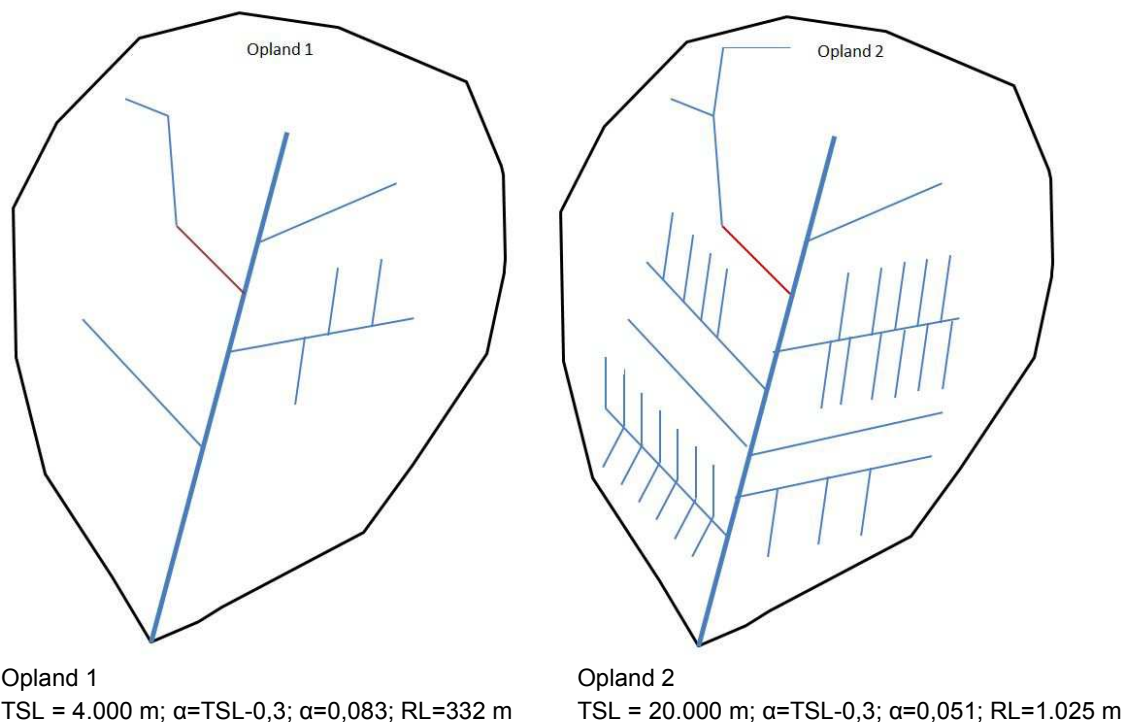 Opland 1
Opland 2
Opland 1
TSL = 4.000 m; α=TSL-0,3; α=0,083; RL=332 m
Opland 2
TSL = 20.000 m; α=TSL-0,3; α=0,051; RL=1.025 m